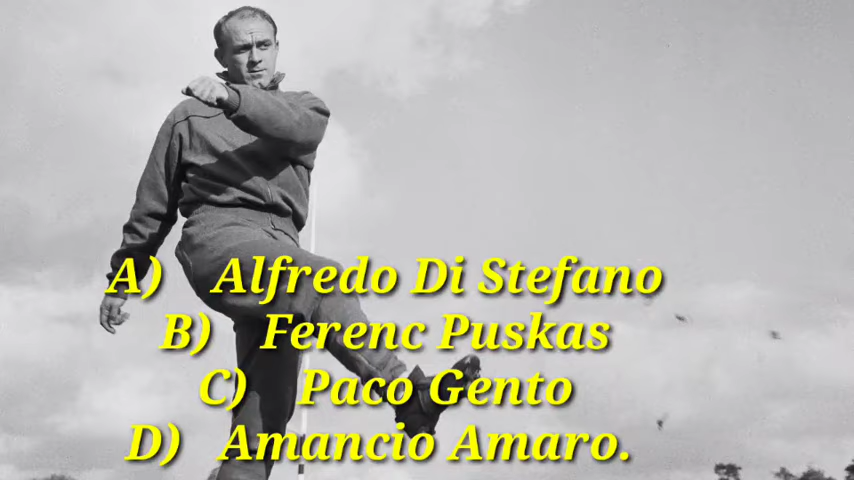 A) Alfredo Di Stefano
B) Ferenc Puskas
C) Paco Gento
D) Amancio Amaro.